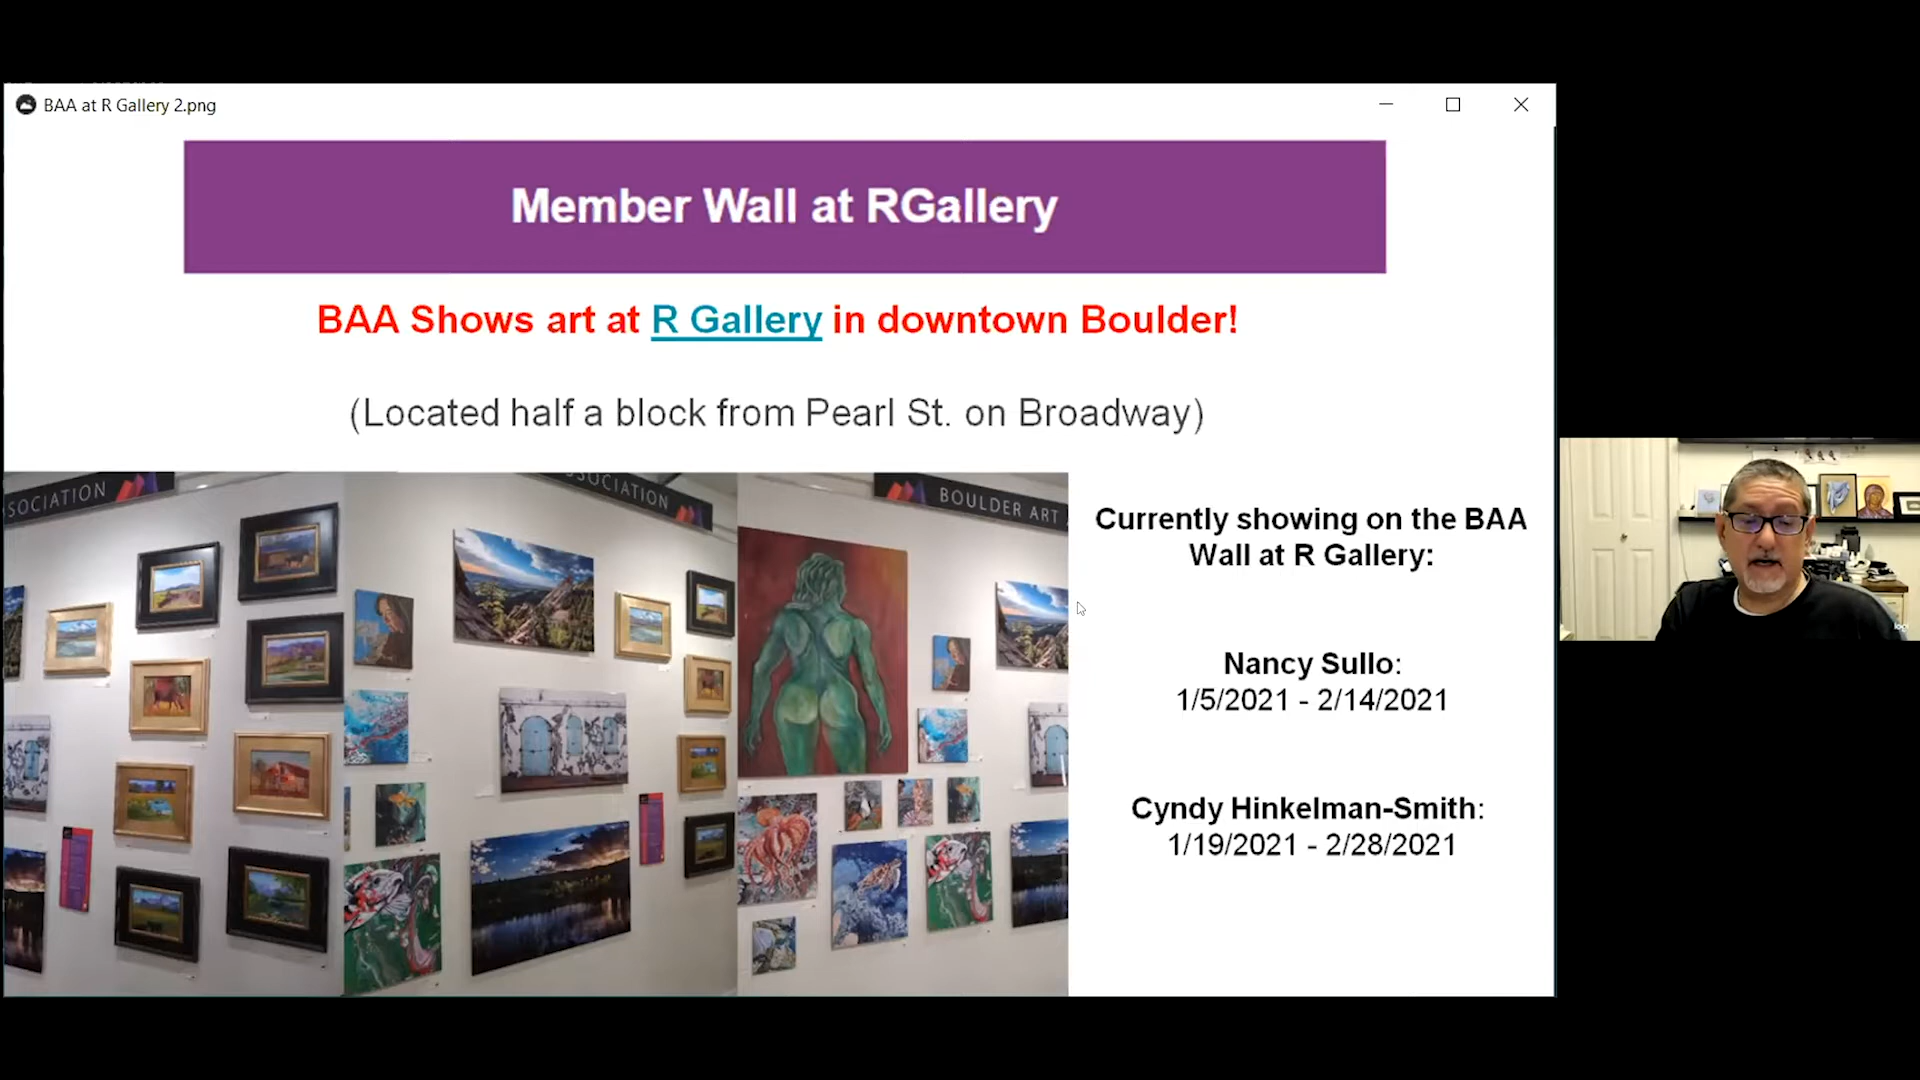 BAA at R Gallery 2.png
Member Wall at RGallery
BAA Shows art at R Gallery in downtown Boulder!
(Located half a block from Pearl St. on Broadway)
SOCIATION
SOCIATION
BOULDER ART
Currently showing on the BAA
Wall at R Gallery:
Nancy Sullo:
1/5/2021 - 2/14/2021
Cyndy Hinkelman-Smith:
1/19/2021 - 2/28/2021